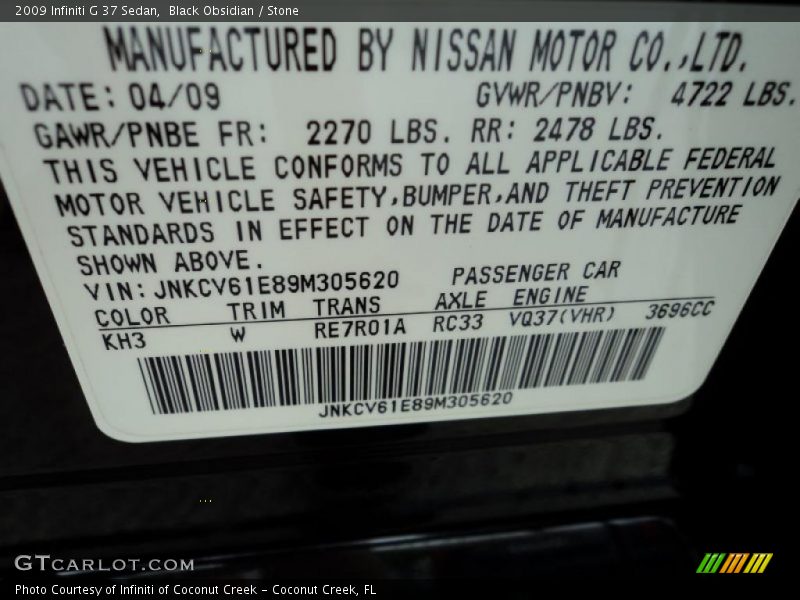 2009 Infiniti G 37 Sedan,  Black Obsidian / Stone
MANUFACTURED BY NISSAN MOTOR CO.,LTD.
DATE: 04/09 GVWR/PNBV: 4722 LBS.
GAWR/PNBE FR: 2270 LBS. RR: 2478 LBS.
THIS VEHICLE CONFORMS TO ALL APPLICABLE FEDERAL
MOTOR VEHICLE SAFETY,BUMPER,AND THEFT PREVENTION
STANDARDS IN EFFECT ON THE DATE OF MANUFACTURE
SHOWN ABOVE.
VIN: JNKCV61E89M305620 PASSENGER CAR
COLOR TRIM TRANS AXLE ENGINE
KH3 W RE7R01A RC33 VQ37(VHR) 3696CC
JNKCV61E89M305620
GTCARLOT.COM
Photo Courtesy of Infiniti of Coconut Creek - Coconut Creek, FL